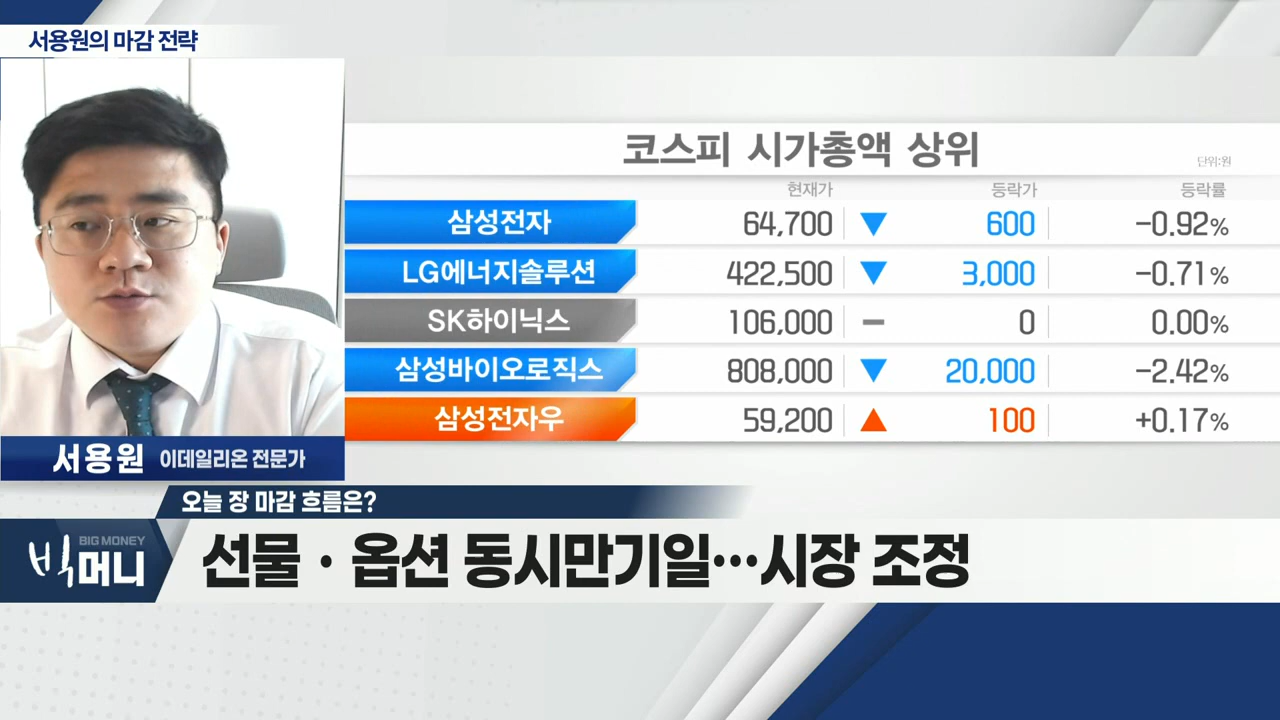 서용원의 마감 전략
코스피 시가총액 상위
단위:원
현재가 등락가 등락률
삼성전자 64,700 ▼ 600 -0.92%
LG에너지솔루션 422,500 ▼ 3,000 -0.71%
SK하이닉스 106,000 － 0 0.00%
삼성바이오로직스 808,000 ▼ 20,000 -2.42%
삼성전자우 59,200 ▲ 100 +0.17%
서용원 이데일리온 전문가
오늘 장 마감 흐름은?
BIG MONEY
빅머니
선물·옵션 동시만기일…시장 조정